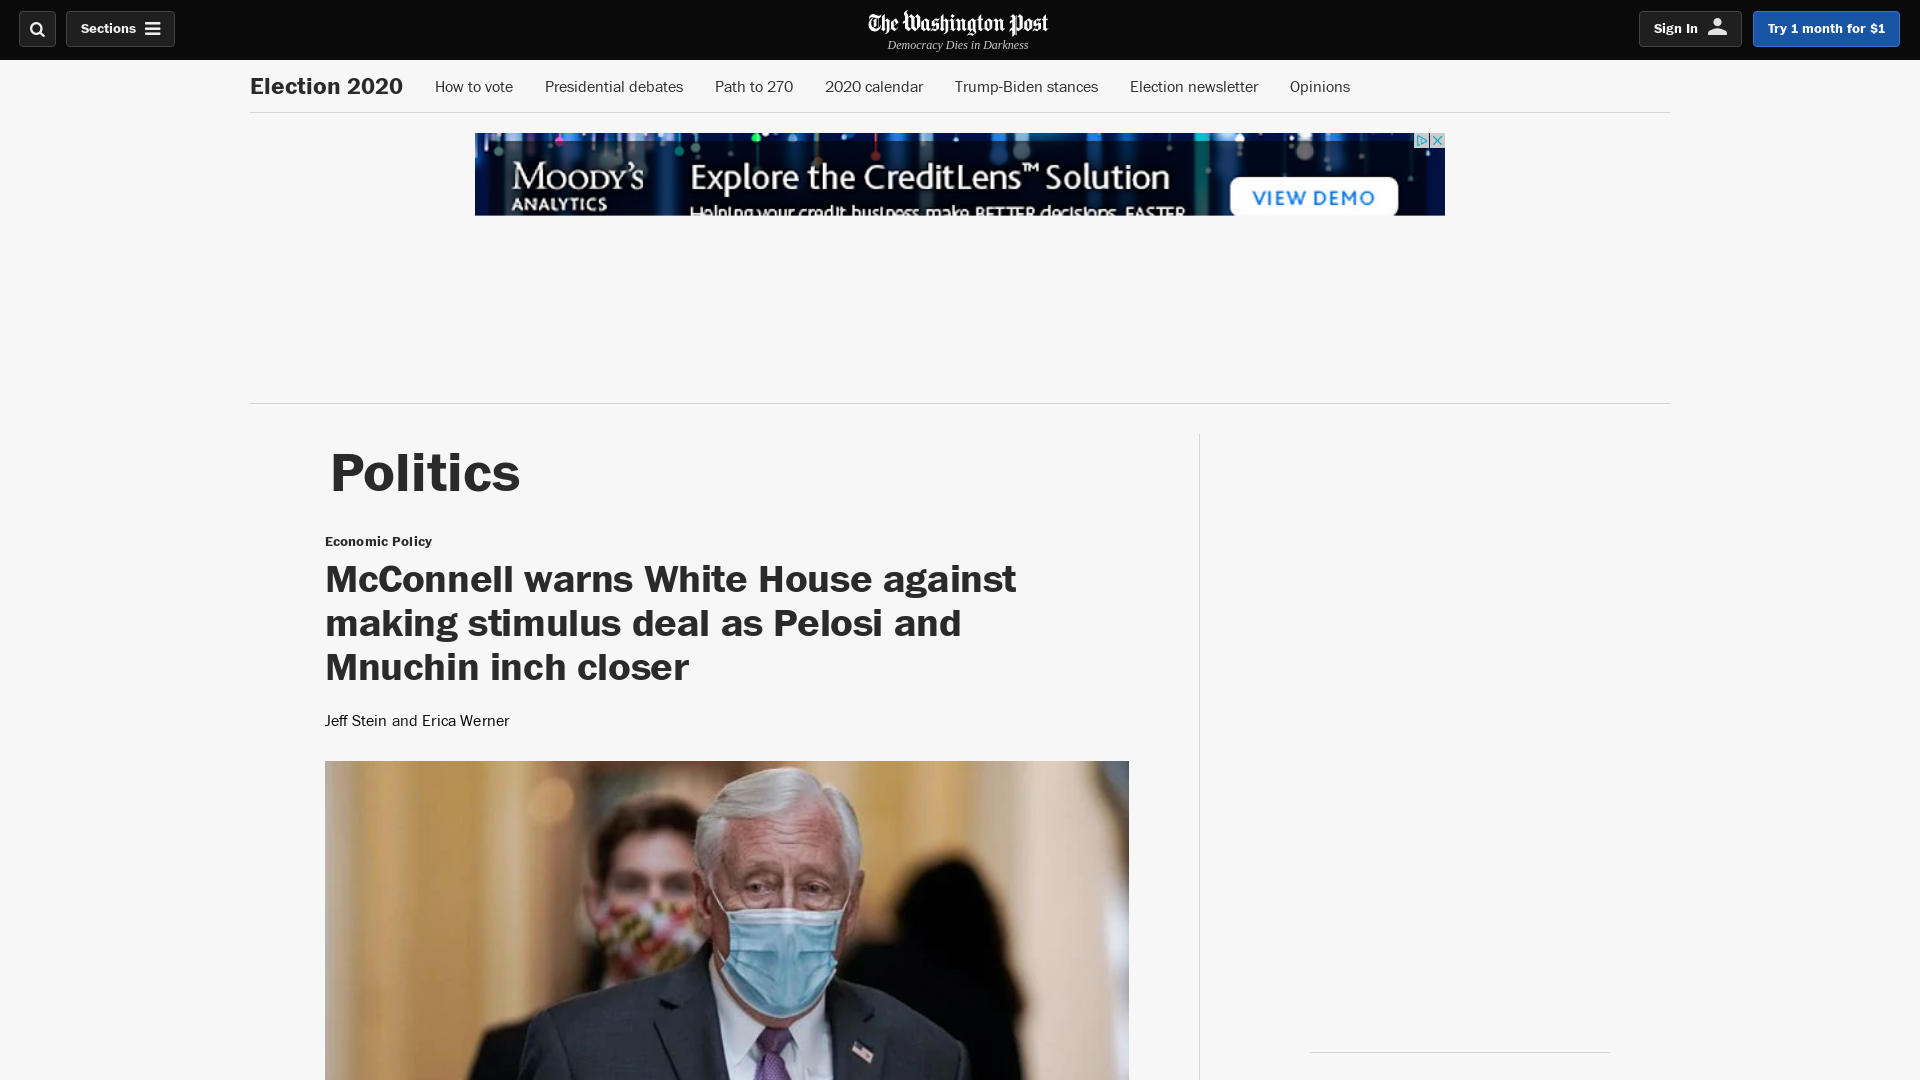 Sections
The Washington Post
Democracy Dies in Darkness
Sign In
Try 1 month for $1
Election 2020
How to vote
Presidential debates
Path to 270
2020 calendar
Trump-Biden stances
Election newsletter
Opinions
MOODY'S
ANALYTICS
Explore the CreditLens™ Solution
Helping your credit business make BETTER decisions, FASTER
VIEW DEMO
Politics
Economic Policy
McConnell warns White House against
making stimulus deal as Pelosi and
Mnuchin inch closer
Jeff Stein and Erica Werner